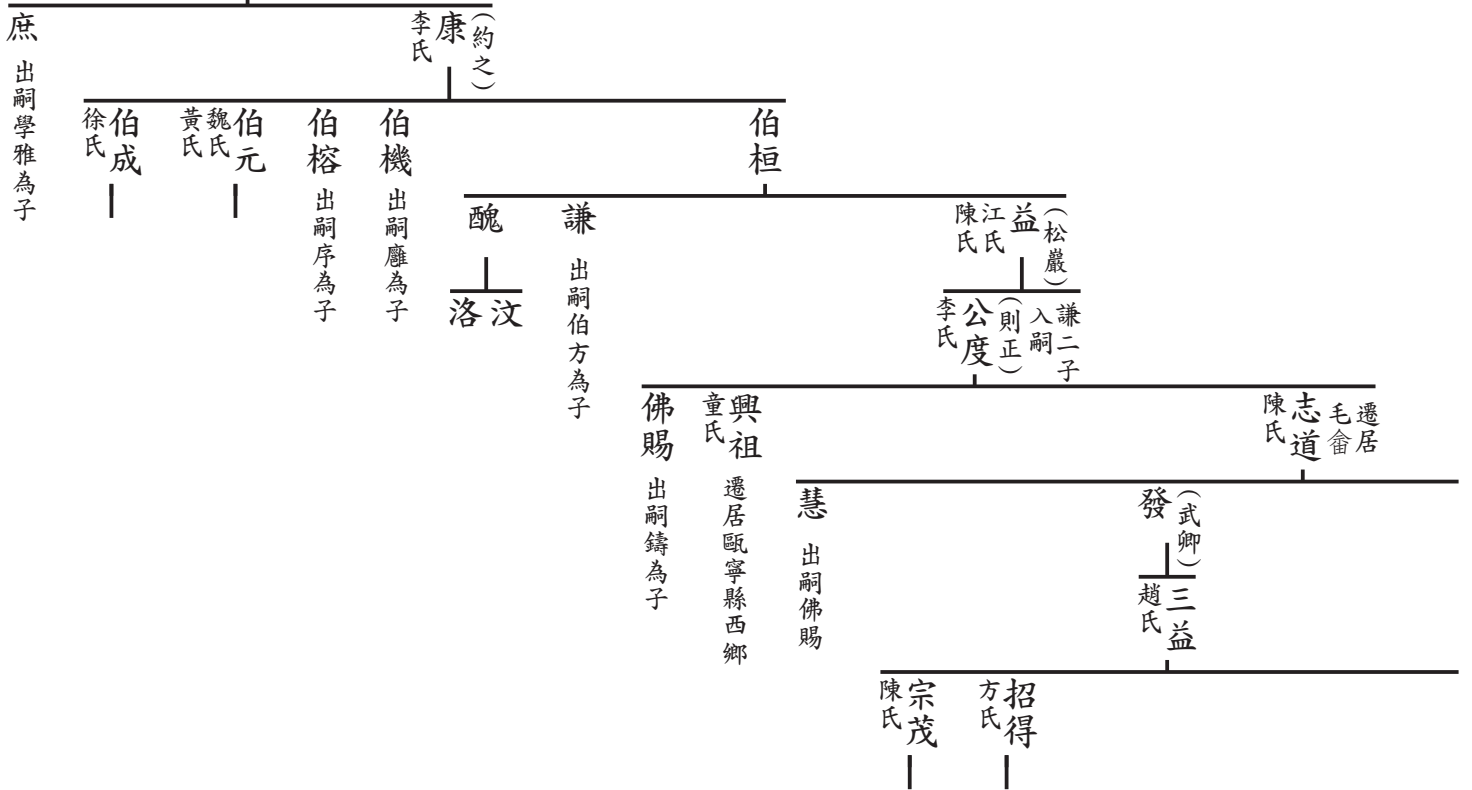 (約之)
康
李氏
庶
出嗣學雅為子
伯桓
伯機
出嗣廱為子
伯榕
出嗣序為子
伯元
魏氏
黃氏
伯成
徐氏
(松巖)
益
江氏
陳氏
謙
出嗣伯方為子
醜
謙二子
入嗣
(則正)
公度
李氏
汶
洛
遷居
毛畬
志道
陳氏
興祖
童氏
遷居甌寧縣西鄉
佛賜
出嗣鑄為子
(武卿)
發
慧
出嗣佛賜
三益
趙氏
招得
方氏
宗茂
陳氏